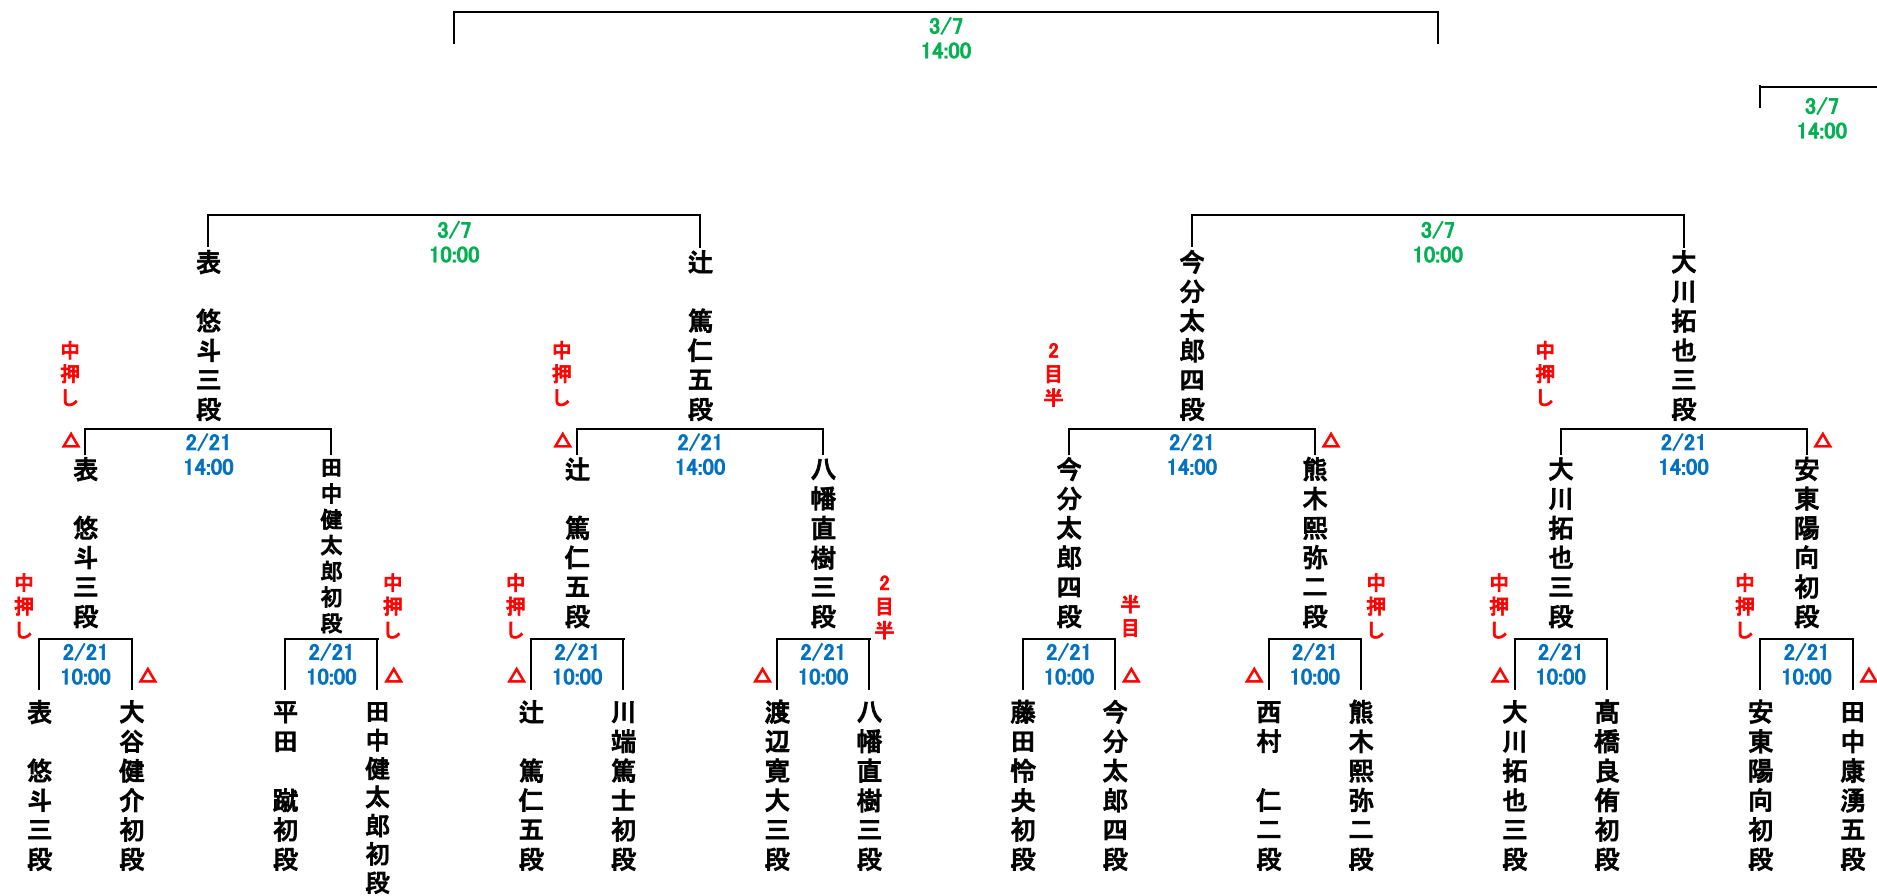 3/7
14:00
3/7
14:00
3/7
10:00
3/7
10:00
表 悠斗三段
辻 篤仁五段
今分太郎四段
大川拓也三段
中押し
中押し
2目半
中押し
△
2/21
14:00
△
2/21
14:00
2/21
14:00
△
2/21
14:00
△
表 悠斗三段
田中健太郎初段
辻 篤仁五段
八幡直樹三段
今分太郎四段
熊木熙弥二段
大川拓也三段
安東陽向初段
中押し
中押し
中押し
2目半
半目
中押し
中押し
中押し
2/21
10:00
△
2/21
10:00
△
△
2/21
10:00
△
2/21
10:00
2/21
10:00
△
△
2/21
10:00
△
2/21
10:00
2/21
10:00
△
表 悠斗三段
大谷健介初段
平田 蹴初段
田中健太郎初段
辻 篤仁五段
川端篤士初段
渡辺寛大三段
八幡直樹三段
藤田怜央初段
今分太郎四段
西村 仁二段
熊木熙弥二段
大川拓也三段
髙橋良侑初段
安東陽向初段
田中康湧五段